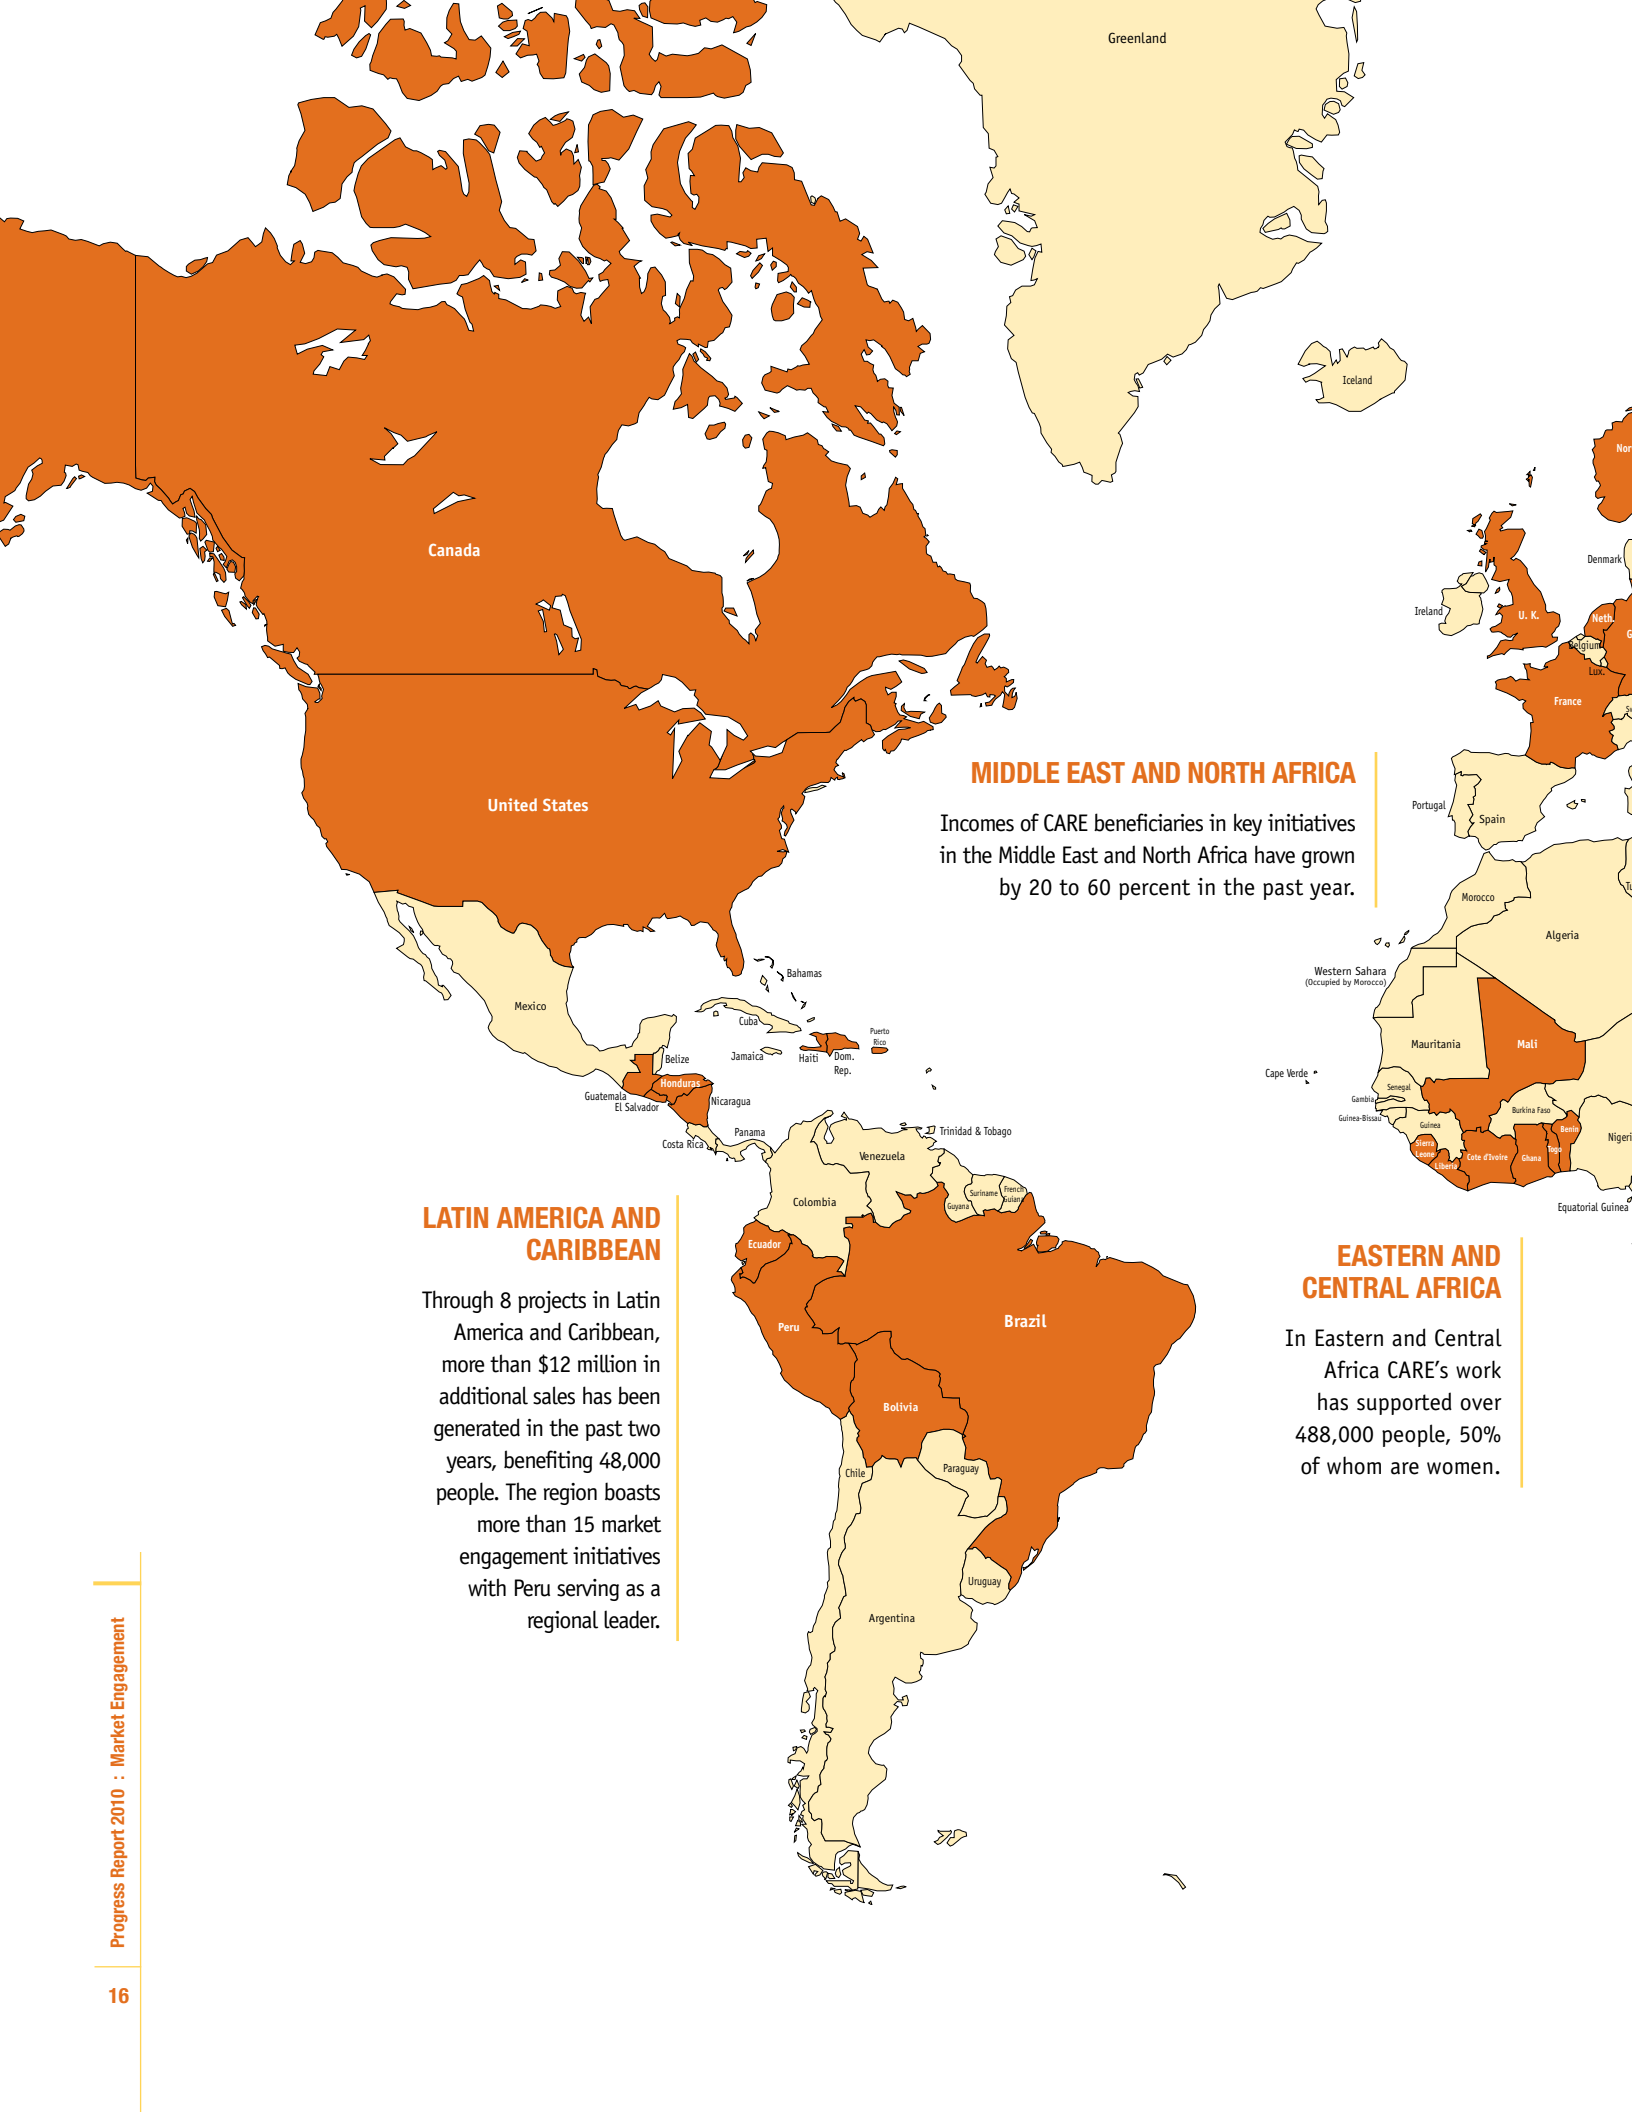 Greenland
Iceland
Canada
United States
Denmark
Ireland
U. K.
Neth.
Belgium
Lux.
France
MIDDLE EAST AND NORTH AFRICA
Incomes of CARE beneficiaries in key initiatives
in the Middle East and North Africa have grown
by 20 to 60 percent in the past year.
Portugal
Spain
Morocco
Algeria
Western Sahara
(Occupied by Morocco)
Mexico
Bahamas
Cuba
Puerto
Rico
Jamaica
Haiti
Dom.
Rep.
Belize
Honduras
Guatemala
El Salvador
Nicaragua
Costa Rica
Panama
Mauritania
Mali
Cape Verde
Senegal
Gambia
Guinea-Bissau
Burkina Faso
Guinea
Sierra
Leone
Liberia
Cote d'Ivoire
Ghana
Togo
Benin
Nigeri
Equatorial Guinea
Trinidad & Tobago
Venezuela
Colombia
Guyana
Suriname
French
Guiana
Ecuador
Peru
Brazil
Bolivia
Chile
Paraguay
Uruguay
Argentina
LATIN AMERICA AND
CARIBBEAN
Through 8 projects in Latin
America and Caribbean,
more than $12 million in
additional sales has been
generated in the past two
years, benefiting 48,000
people. The region boasts
more than 15 market
engagement initiatives
with Peru serving as a
regional leader.
EASTERN AND
CENTRAL AFRICA
In Eastern and Central
Africa CARE's work
has supported over
488,000 people, 50%
of whom are women.
Progress Report 2010 : Market Engagement
16